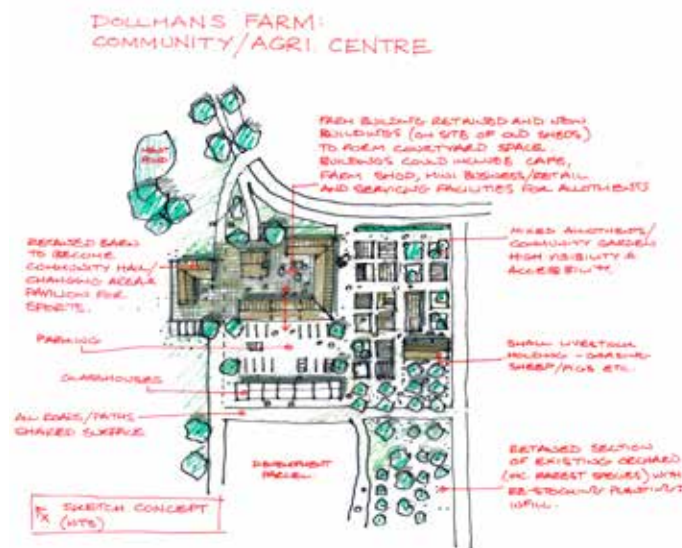 DOLLMANS FARM:
COMMUNITY/AGRI. CENTRE
FARM BUILDING RETAINED AND NEW
BUILDINGS (ON SITE OF OLD SHEDS)
TO FORM COURTYARD SPACE.
BUILDINGS COULD INCLUDE CAFE,
FARM SHOP, MINI BUSINESS/RETAIL
AND SERVICING FACILITIES FOR ALLOTMENTS
POND
MIXED ALLOTMENTS/
COMMUNITY GARDEN
HIGH VISIBILITY &
ACCESSIBILITY.
RETAINED BARN
TO BECOME
COMMUNITY HALL/
CHANGING AREA &
PAVILION FOR
SPORTS.
PARKING
SMALL LIVESTOCK
HOLDING - GRAZING
SHEEP/PIGS ETC.
GLASSHOUSES
ALL ROADS/PATHS
SHARED SURFACE
DEVELOPMENT
PARCEL
RETAINED SECTION
OF EXISTING ORCHARD
(INC RAREST SPECIES) WITH
RE-STOCKING/PLANTING
INFILL.
SKETCH CONCEPT
(NTS)